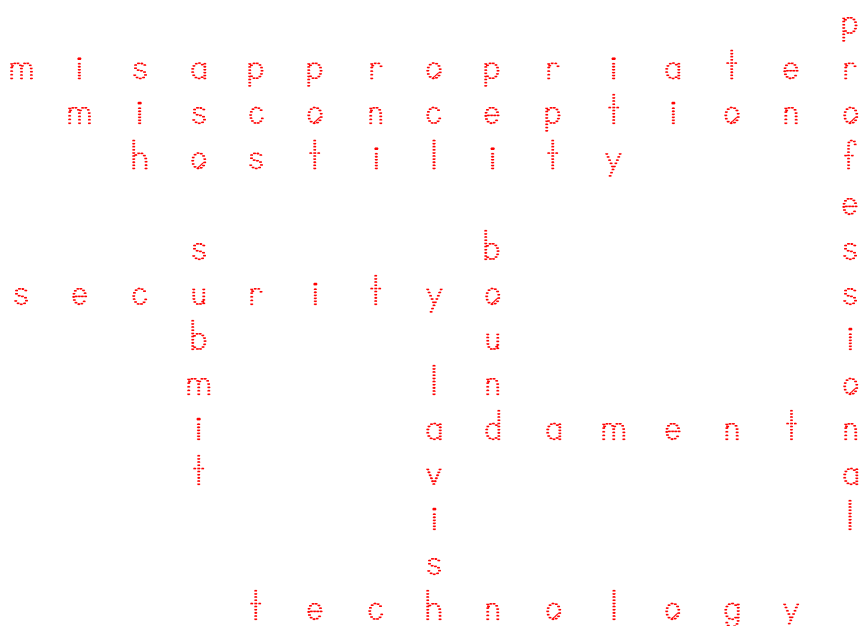 professional
misappropriate
misconception
hostility
submit
bound
security
lavish
adament
technology